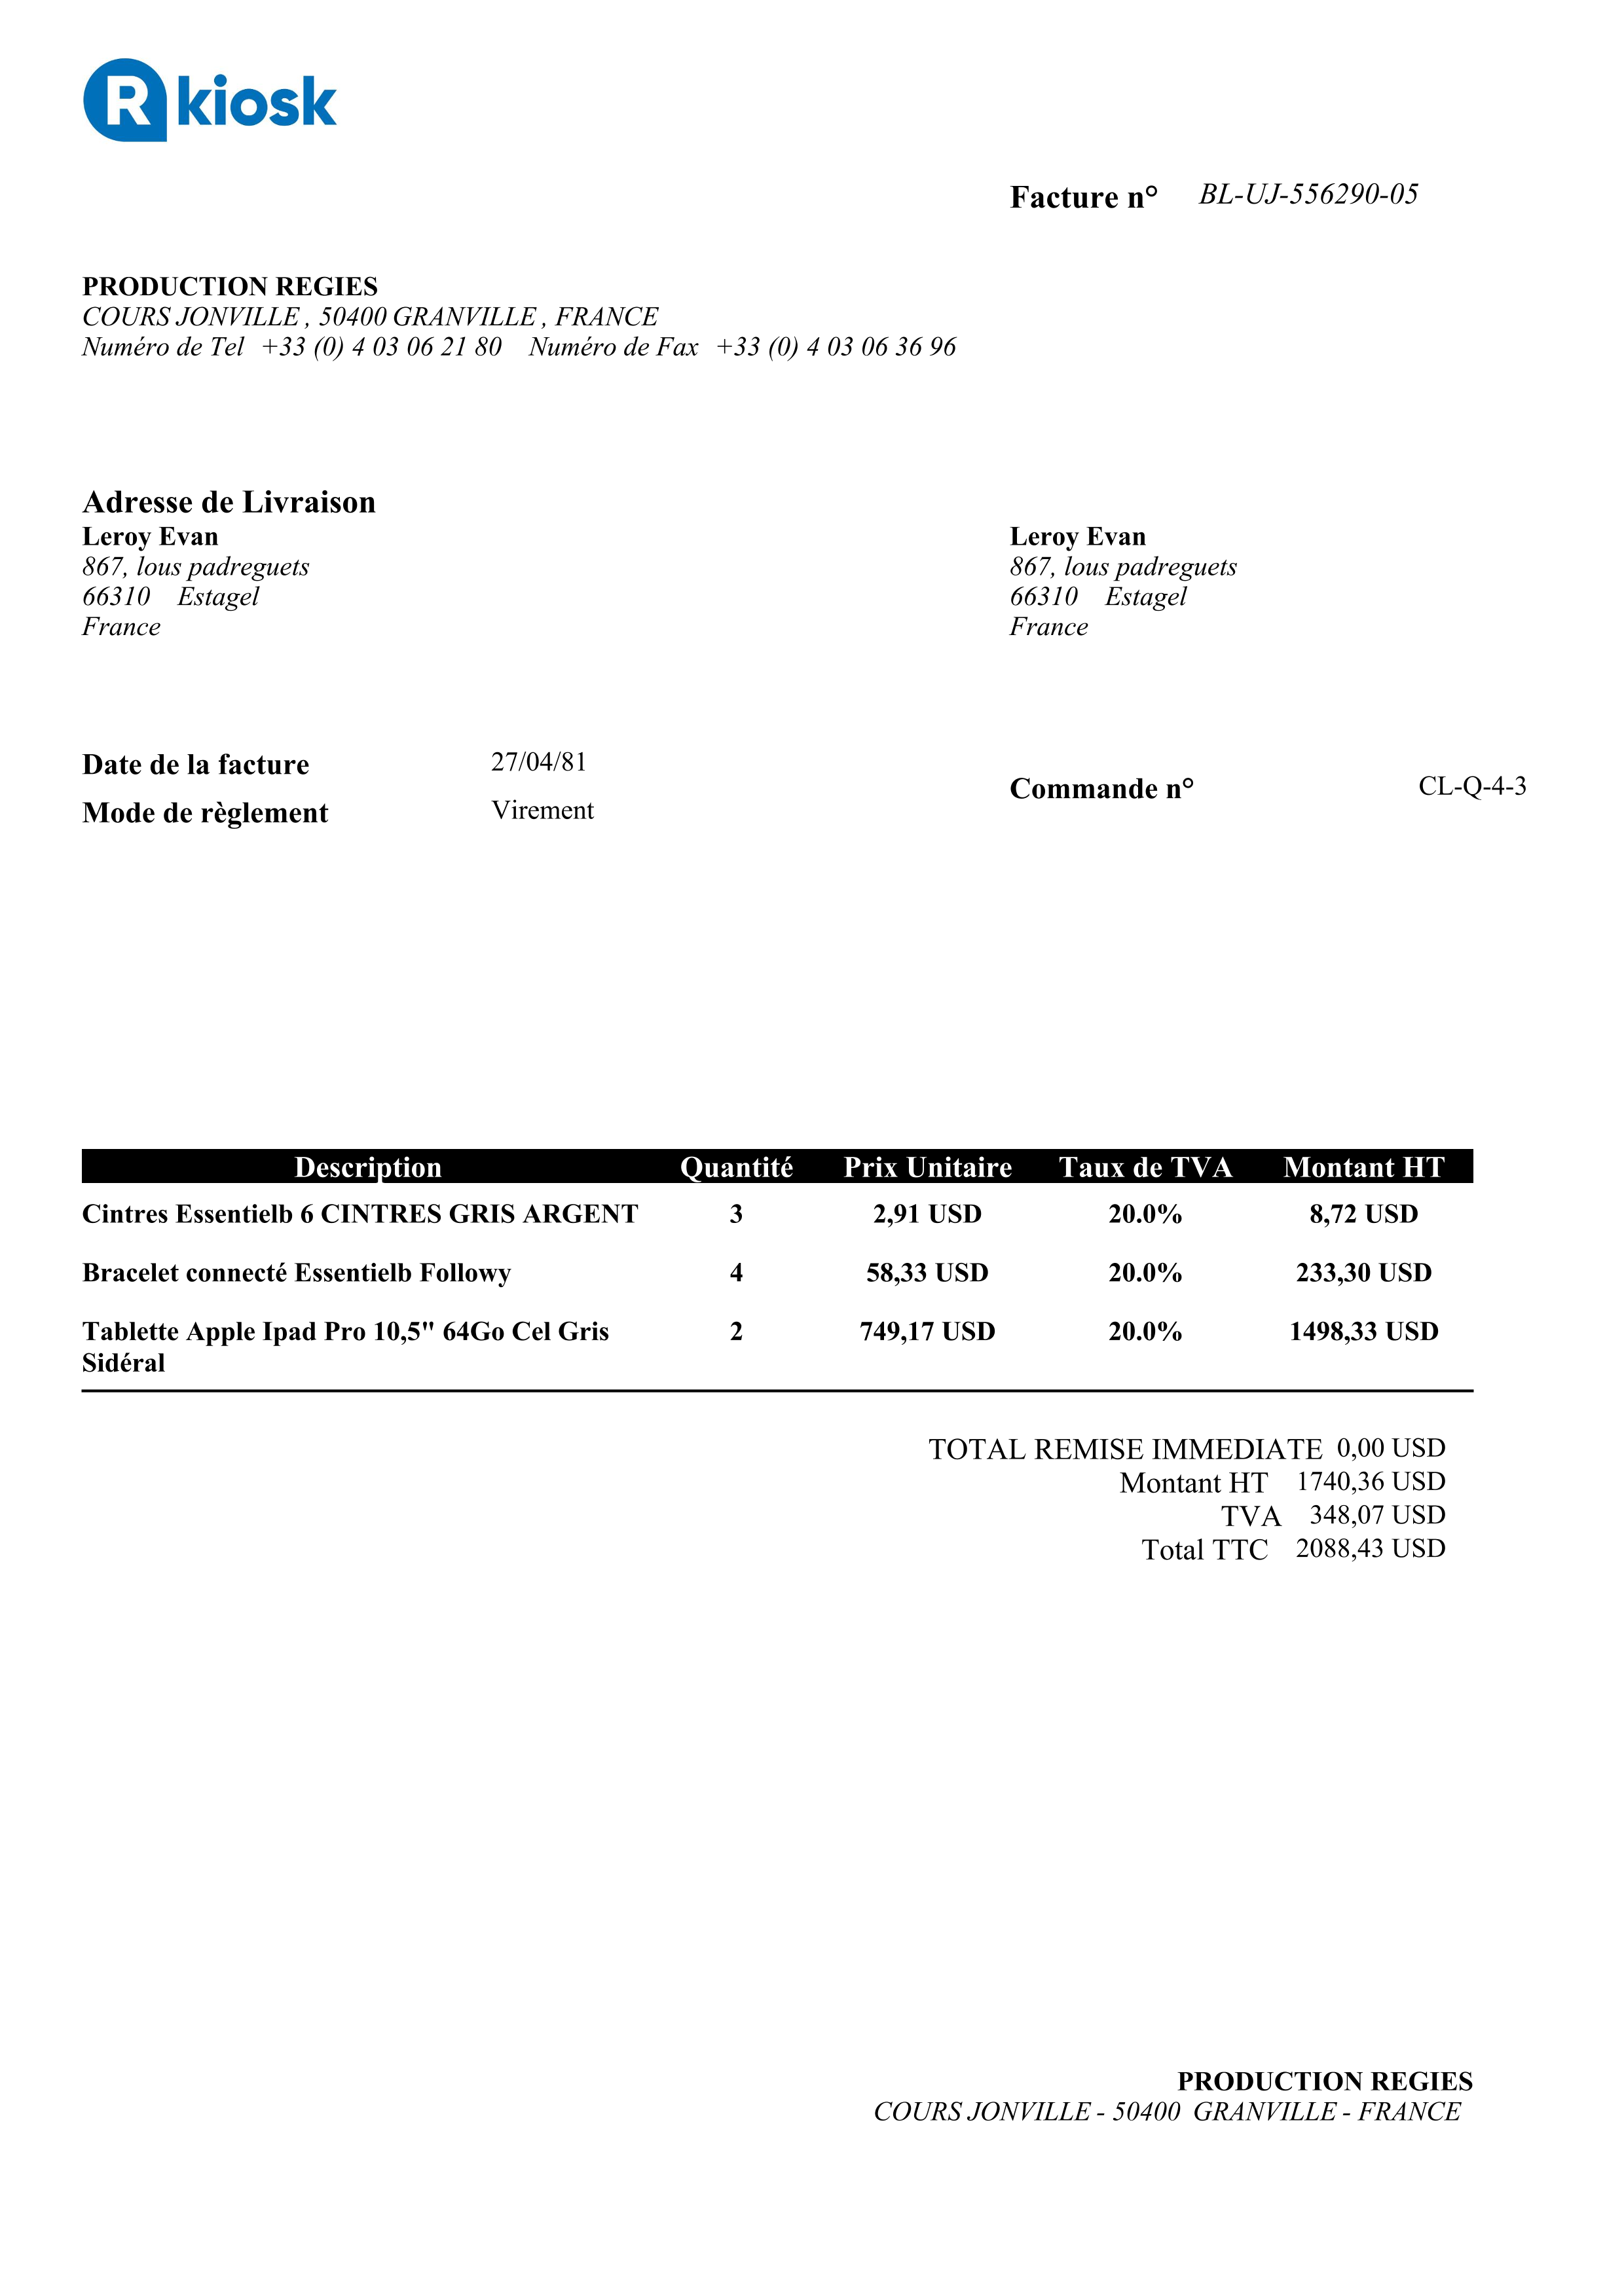 R kiosk
Facture n° BL-UJ-556290-05
PRODUCTION REGIES
COURS JONVILLE , 50400 GRANVILLE , FRANCE
Numéro de Tel +33 (0) 4 03 06 21 80 Numéro de Fax +33 (0) 4 03 06 36 96
Adresse de Livraison
Leroy Evan
867, lous padreguets
66310 Estagel
France
Leroy Evan
867, lous padreguets
66310 Estagel
France
Date de la facture 27/04/81
Mode de règlement Virement
Commande n° CL-Q-4-3
Description Quantité Prix Unitaire Taux de TVA Montant HT
Cintres Essentielb 6 CINTRES GRIS ARGENT 3 2,91 USD 20.0% 8,72 USD
Bracelet connecté Essentielb Followy 4 58,33 USD 20.0% 233,30 USD
Tablette Apple Ipad Pro 10,5" 64Go Cel Gris 2 749,17 USD 20.0% 1498,33 USD
Sidéral
TOTAL REMISE IMMEDIATE 0,00 USD
Montant HT 1740,36 USD
TVA 348,07 USD
Total TTC 2088,43 USD
PRODUCTION REGIES
COURS JONVILLE - 50400 GRANVILLE - FRANCE